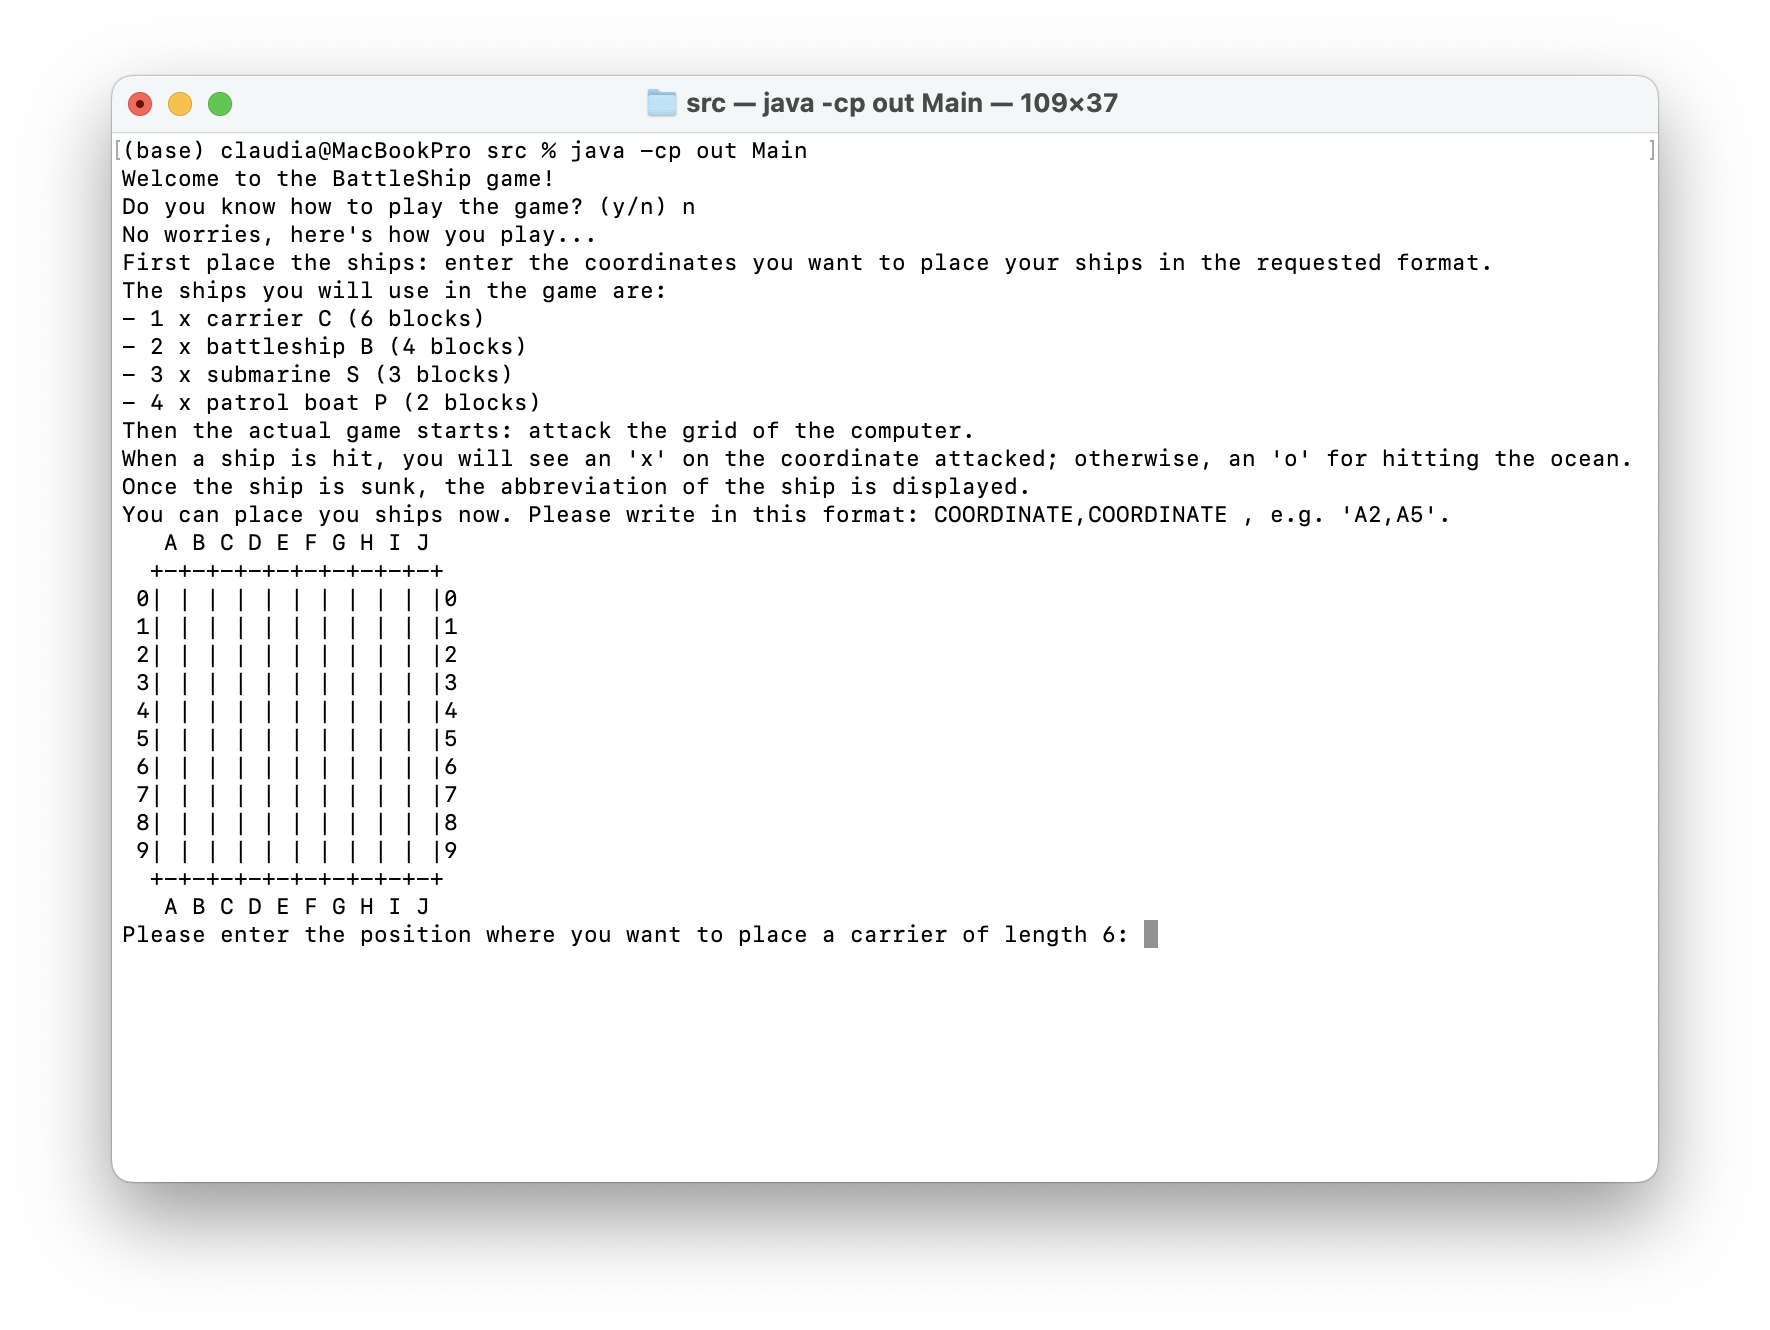 src — java -cp out Main — 109×37
[(base) claudia@MacBookPro src % java -cp out Main ]
Welcome to the BattleShip game!
Do you know how to play the game? (y/n) n
No worries, here's how you play...
First place the ships: enter the coordinates you want to place your ships in the requested format.
The ships you will use in the game are:
- 1 x carrier C (6 blocks)
- 2 x battleship B (4 blocks)
- 3 x submarine S (3 blocks)
- 4 x patrol boat P (2 blocks)
Then the actual game starts: attack the grid of the computer.
When a ship is hit, you will see an 'x' on the coordinate attacked; otherwise, an 'o' for hitting the ocean.
Once the ship is sunk, the abbreviation of the ship is displayed.
You can place you ships now. Please write in this format: COORDINATE,COORDINATE , e.g. 'A2,A5'.
   A B C D E F G H I J
  +-+-+-+-+-+-+-+-+-+-+
 0| | | | | | | | | | |0
 1| | | | | | | | | | |1
 2| | | | | | | | | | |2
 3| | | | | | | | | | |3
 4| | | | | | | | | | |4
 5| | | | | | | | | | |5
 6| | | | | | | | | | |6
 7| | | | | | | | | | |7
 8| | | | | | | | | | |8
 9| | | | | | | | | | |9
  +-+-+-+-+-+-+-+-+-+-+
   A B C D E F G H I J
Please enter the position where you want to place a carrier of length 6: